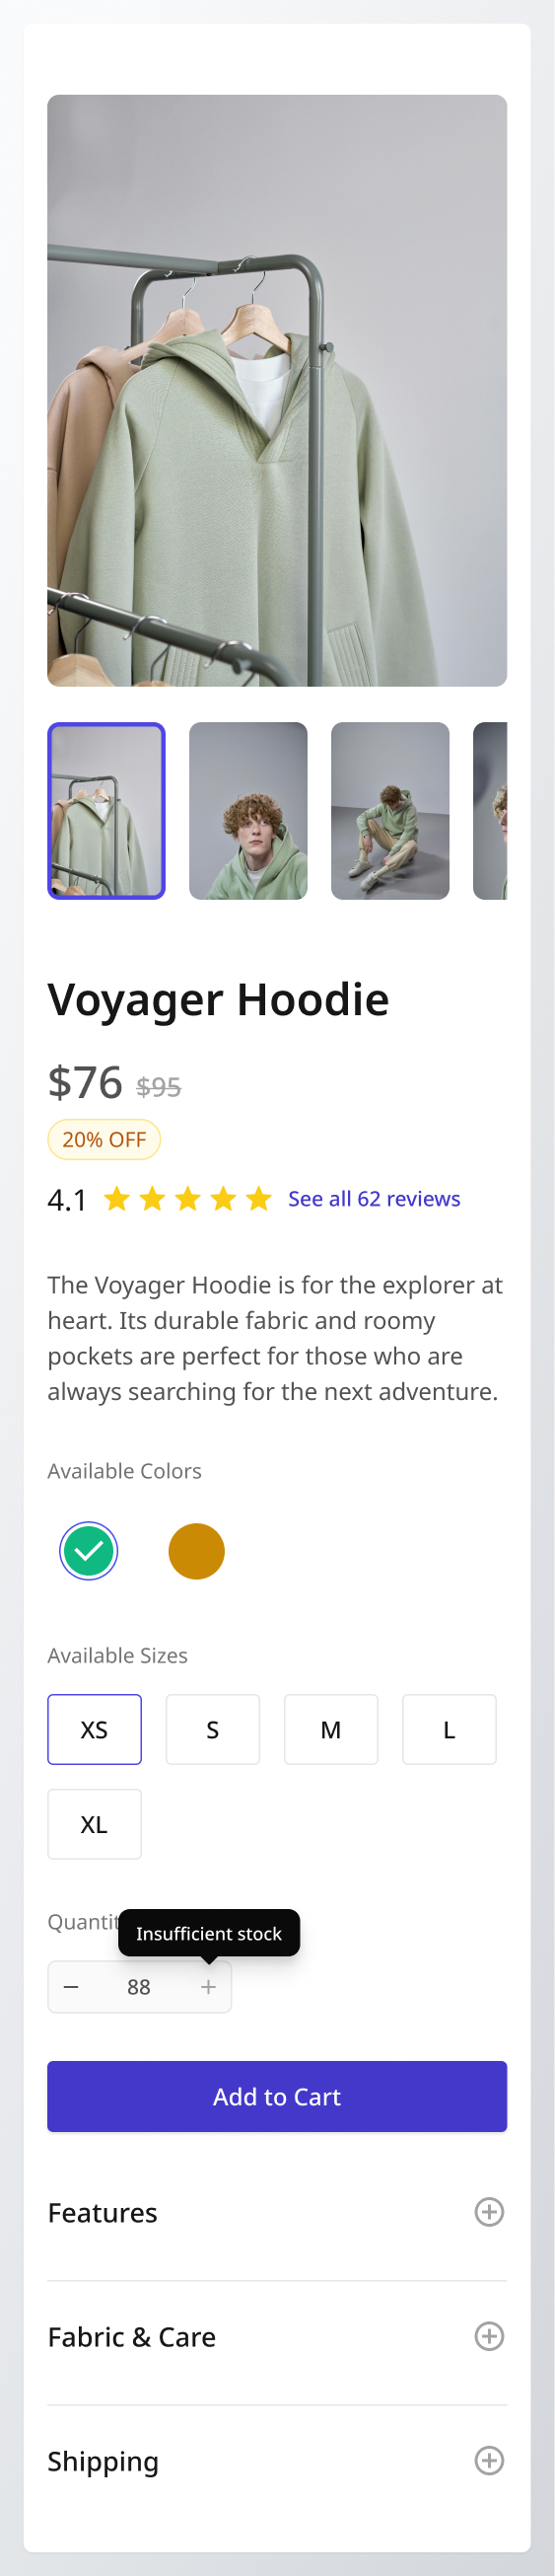 Voyager Hoodie
$76 $95
20% OFF
4.1 See all 62 reviews
The Voyager Hoodie is for the explorer at
heart. Its durable fabric and roomy
pockets are perfect for those who are
always searching for the next adventure.
Available Colors
Available Sizes
XS S M L
XL
Insufficient stock
88
Add to Cart
Features
Fabric & Care
Shipping